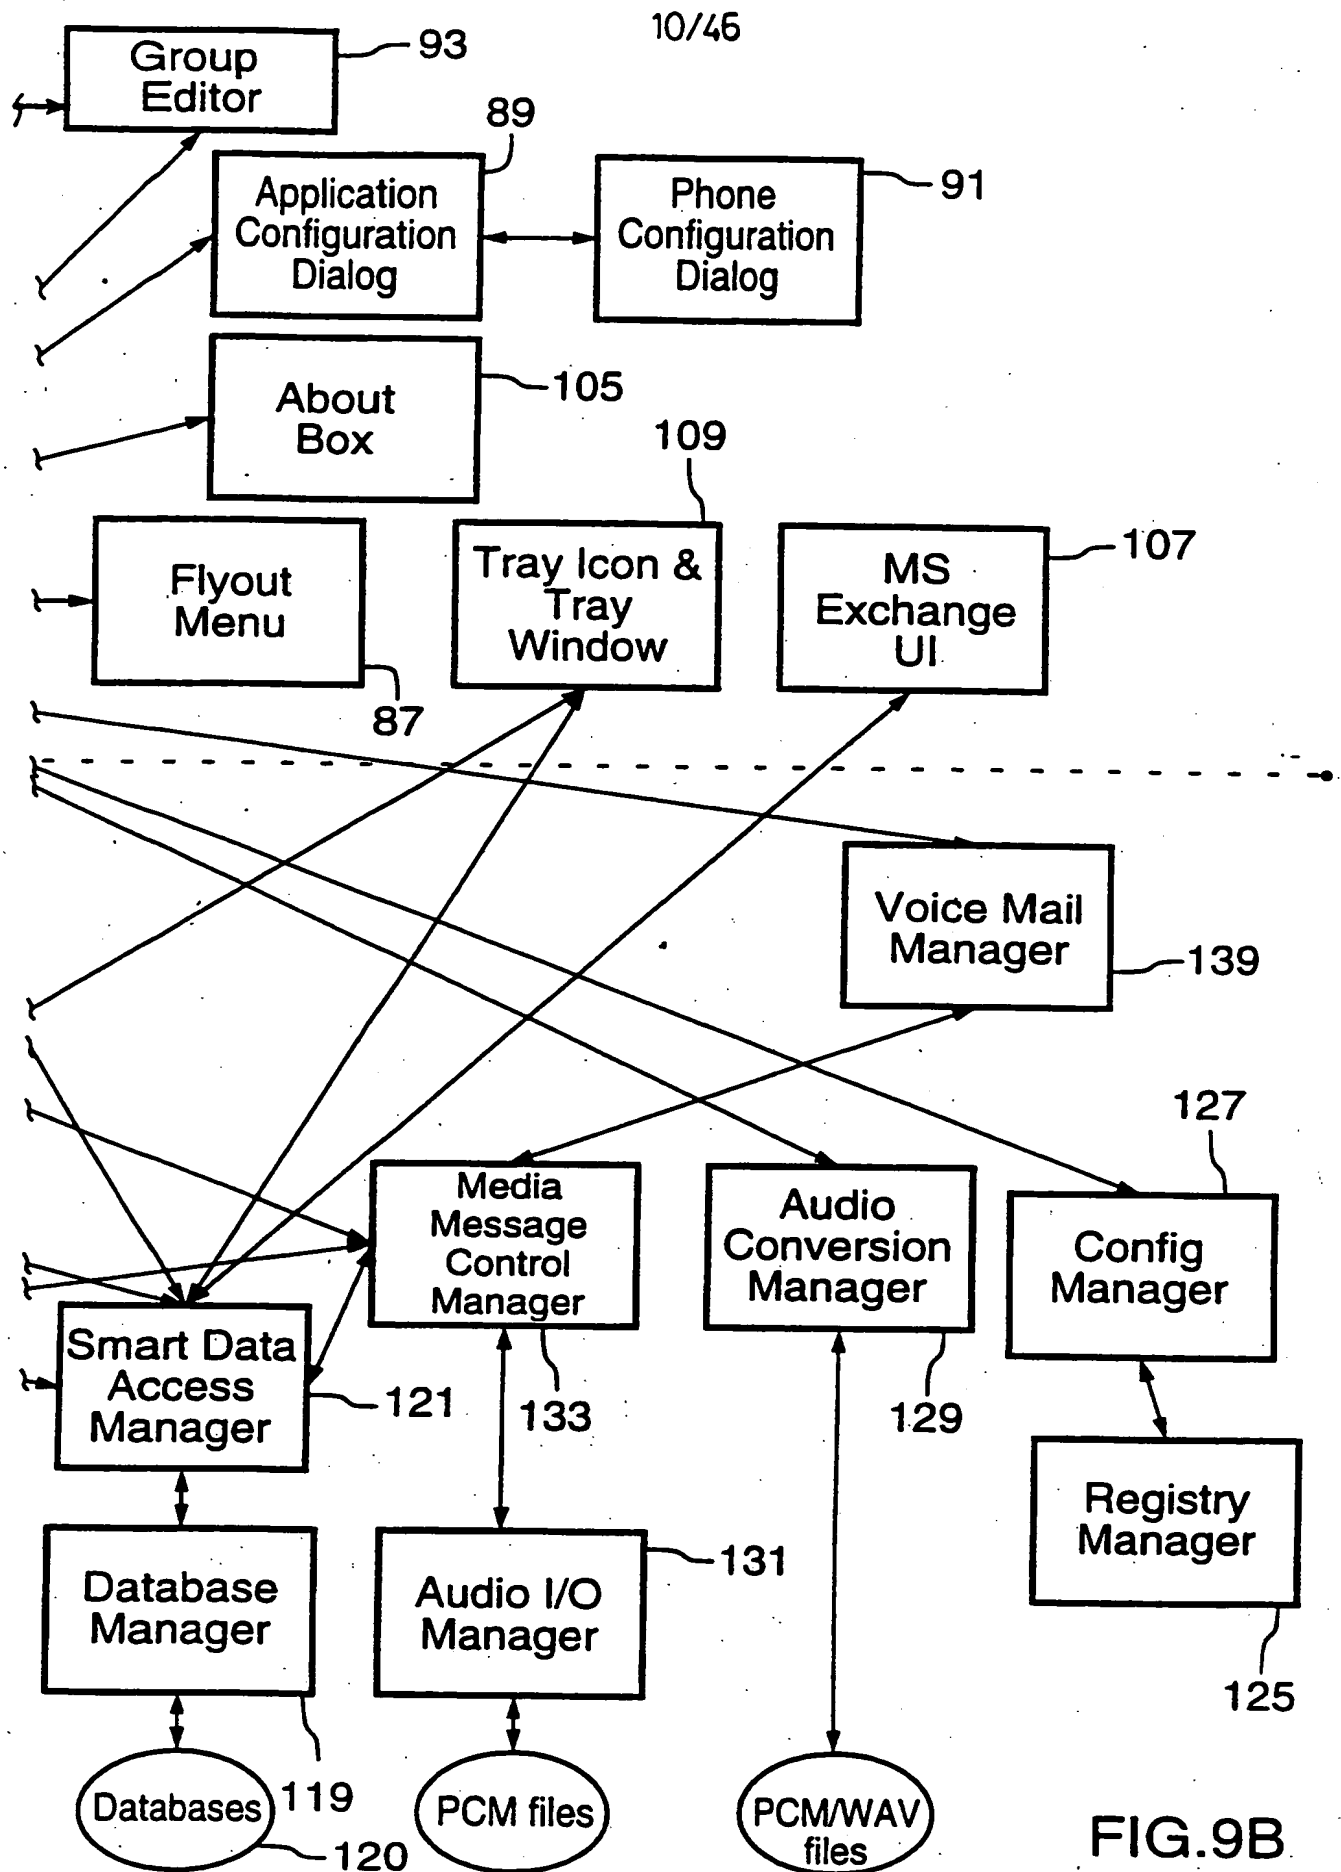 10/46
Group
Editor
93
89
Application
Configuration
Dialog
Phone
Configuration
Dialog
91
About
Box
105
109
Flyout
Menu
87
Tray Icon &
Tray
Window
MS
Exchange
UI
107
Voice Mail
Manager
139
127
Media
Message
Control
Manager
133
Audio
Conversion
Manager
129
Config
Manager
Smart Data
Access
Manager
121
Registry
Manager
125
Database
Manager
119
Audio I/O
Manager
131
Databases
120
PCM files
PCM/WAV
files
FIG.9B